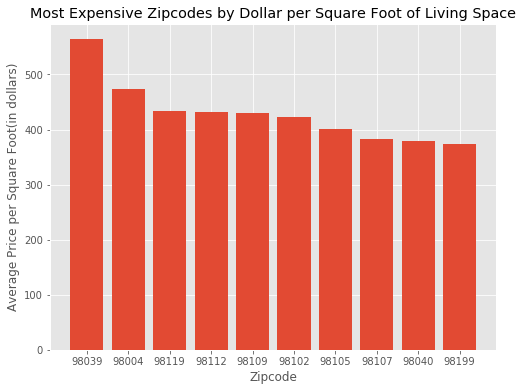 Most Expensive Zipcodes by Dollar per Square Foot of Living Space
Average Price per Square Foot(in dollars)
500
400
300
200
100
0
98039 98004 98119 98112 98109 98102 98105 98107 98040 98199
Zipcode